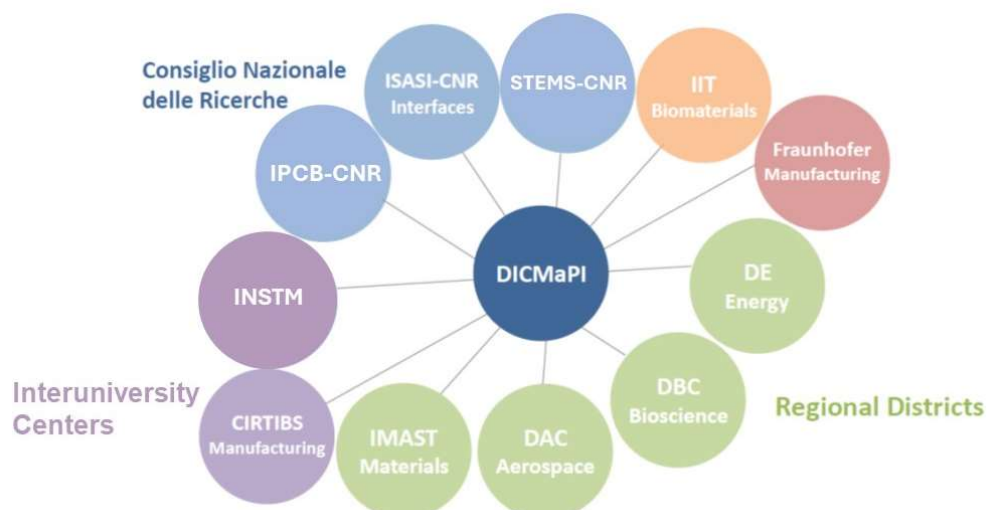 Consiglio Nazionale
delle Ricerche
ISASI-CNR
Interfaces
STEMS-CNR
IIT
Biomaterials
Fraunhofer
Manufacturing
IPCB-CNR
DICMaPI
DE
Energy
INSTM
Interuniversity
Centers
CIRTIBS
Manufacturing
IMAST
Materials
DAC
Aerospace
DBC
Bioscience
Regional Districts